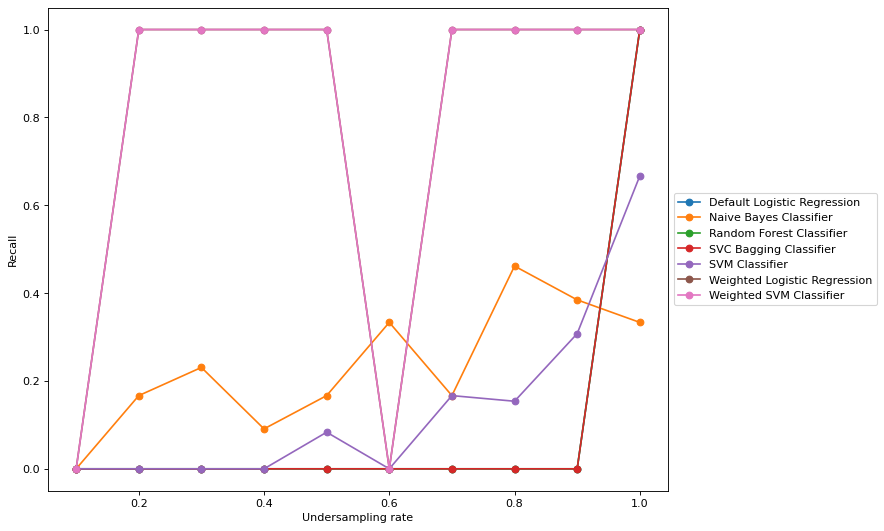 1.0
0.8
0.6
0.4
0.2
0.0
Recall
0.2 0.4 0.6 0.8 1.0
Undersampling rate
Default Logistic Regression
Naive Bayes Classifier
Random Forest Classifier
SVC Bagging Classifier
SVM Classifier
Weighted Logistic Regression
Weighted SVM Classifier